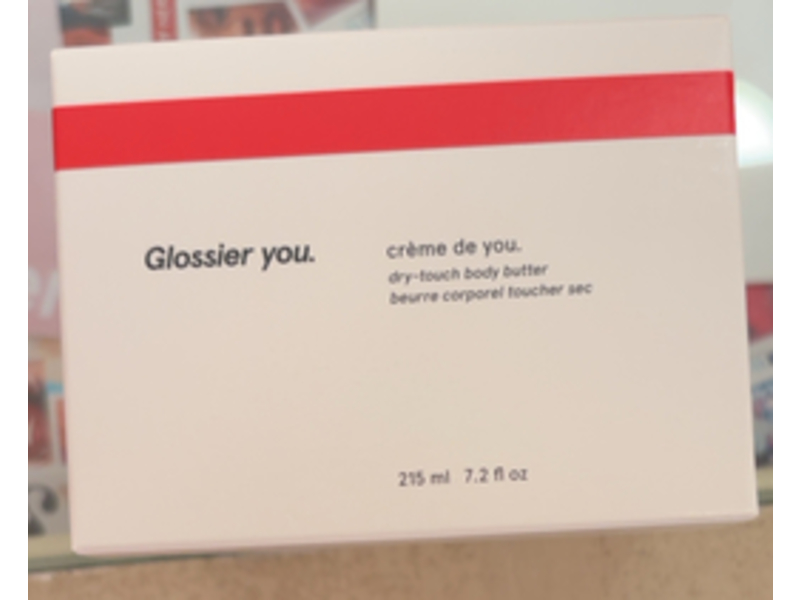 Glossier you.
crème de you.
dry-touch body butter
beurre corporel toucher sec
215 ml 7.2 fl oz